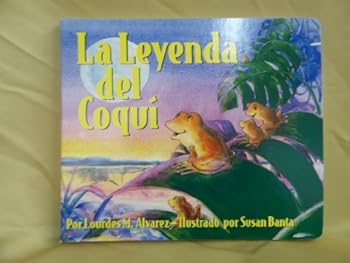 La Leyenda
del
Coquí
Por Lourdes M. Alvarez—Ilustrado por Susan Banta